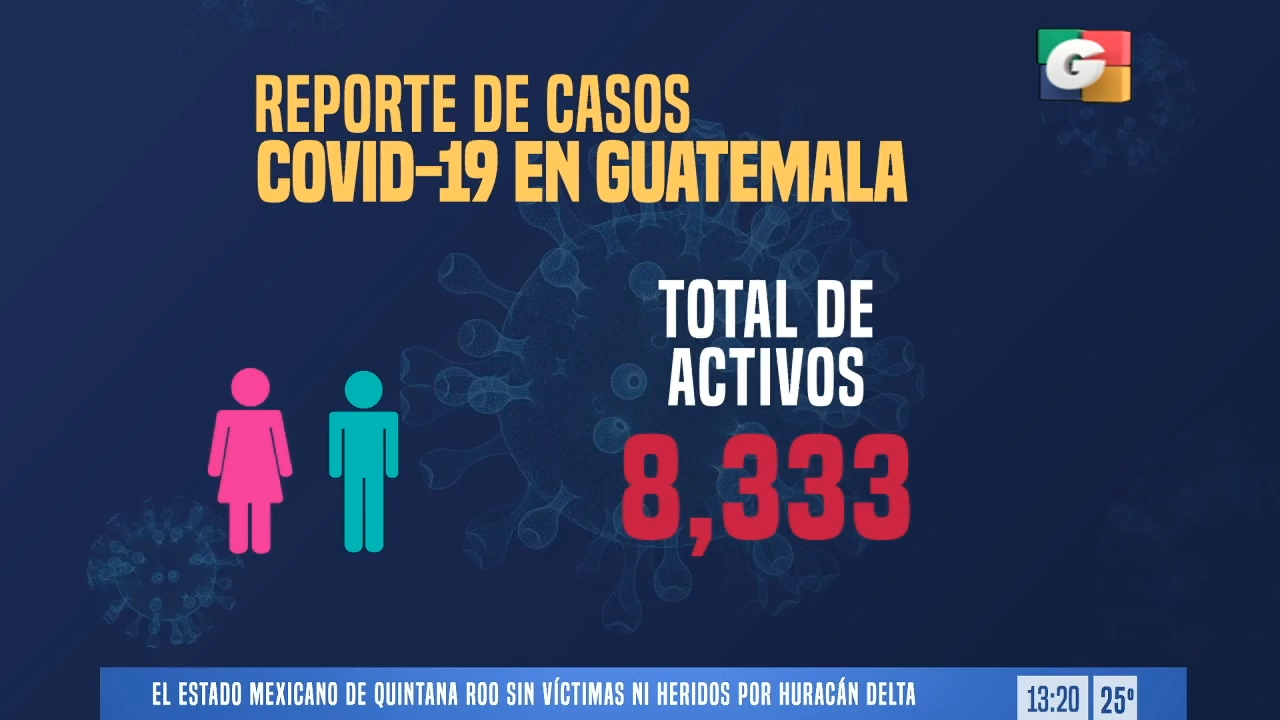 G
REPORTE DE CASOS
COVID-19 EN GUATEMALA
TOTAL DE
ACTIVOS
8,333
EL ESTADO MEXICANO DE QUINTANA ROO SIN VÍCTIMAS NI HERIDOS POR HURACÁN DELTA
13:20 25º